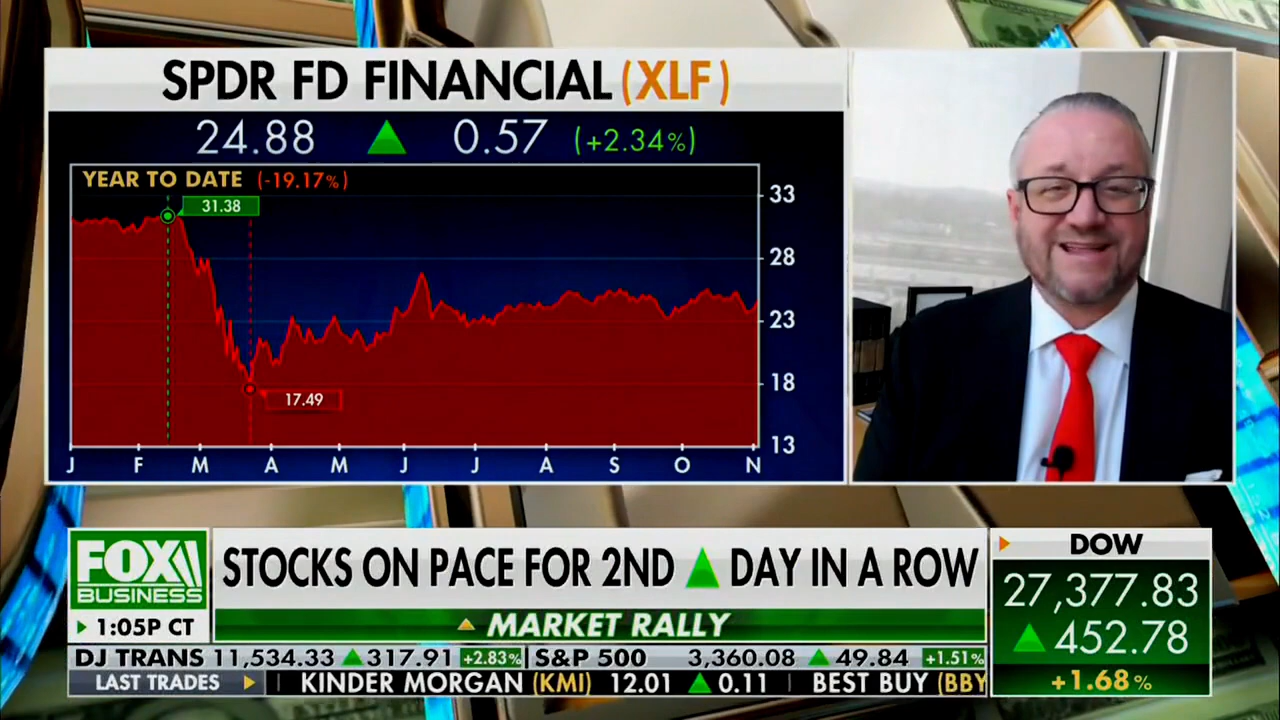 SPDR FD FINANCIAL (XLF)
24.88 ▲ 0.57 (+2.34%)
YEAR TO DATE (-19.17%)
31.38
17.49
33
28
23
18
13
J F M A M J J A S O N
FOX BUSINESS
1:05P CT
STOCKS ON PACE FOR 2ND ▲ DAY IN A ROW
MARKET RALLY
DOW
27,377.83
▲ 452.78
+1.68%
DJ TRANS 11,534.33 ▲ 317.91 +2.83% S&P 500 3,360.08 ▲ 49.84 +1.51%
LAST TRADES KINDER MORGAN (KMI) 12.01 ▲ 0.11 BEST BUY (BBY